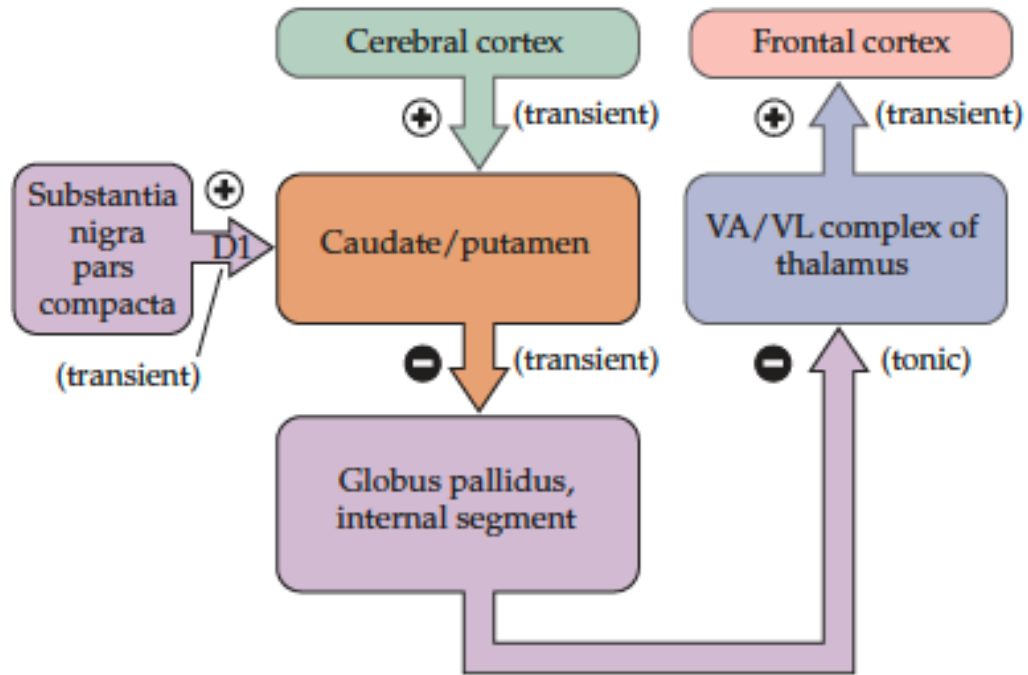 Cerebral cortex
Frontal cortex
+
(transient)
+
(transient)
Substantia
nigra
pars
compacta
+
D1
(transient)
Caudate/putamen
VA/VL complex of
thalamus
−
(transient)
−
(tonic)
Globus pallidus,
internal segment